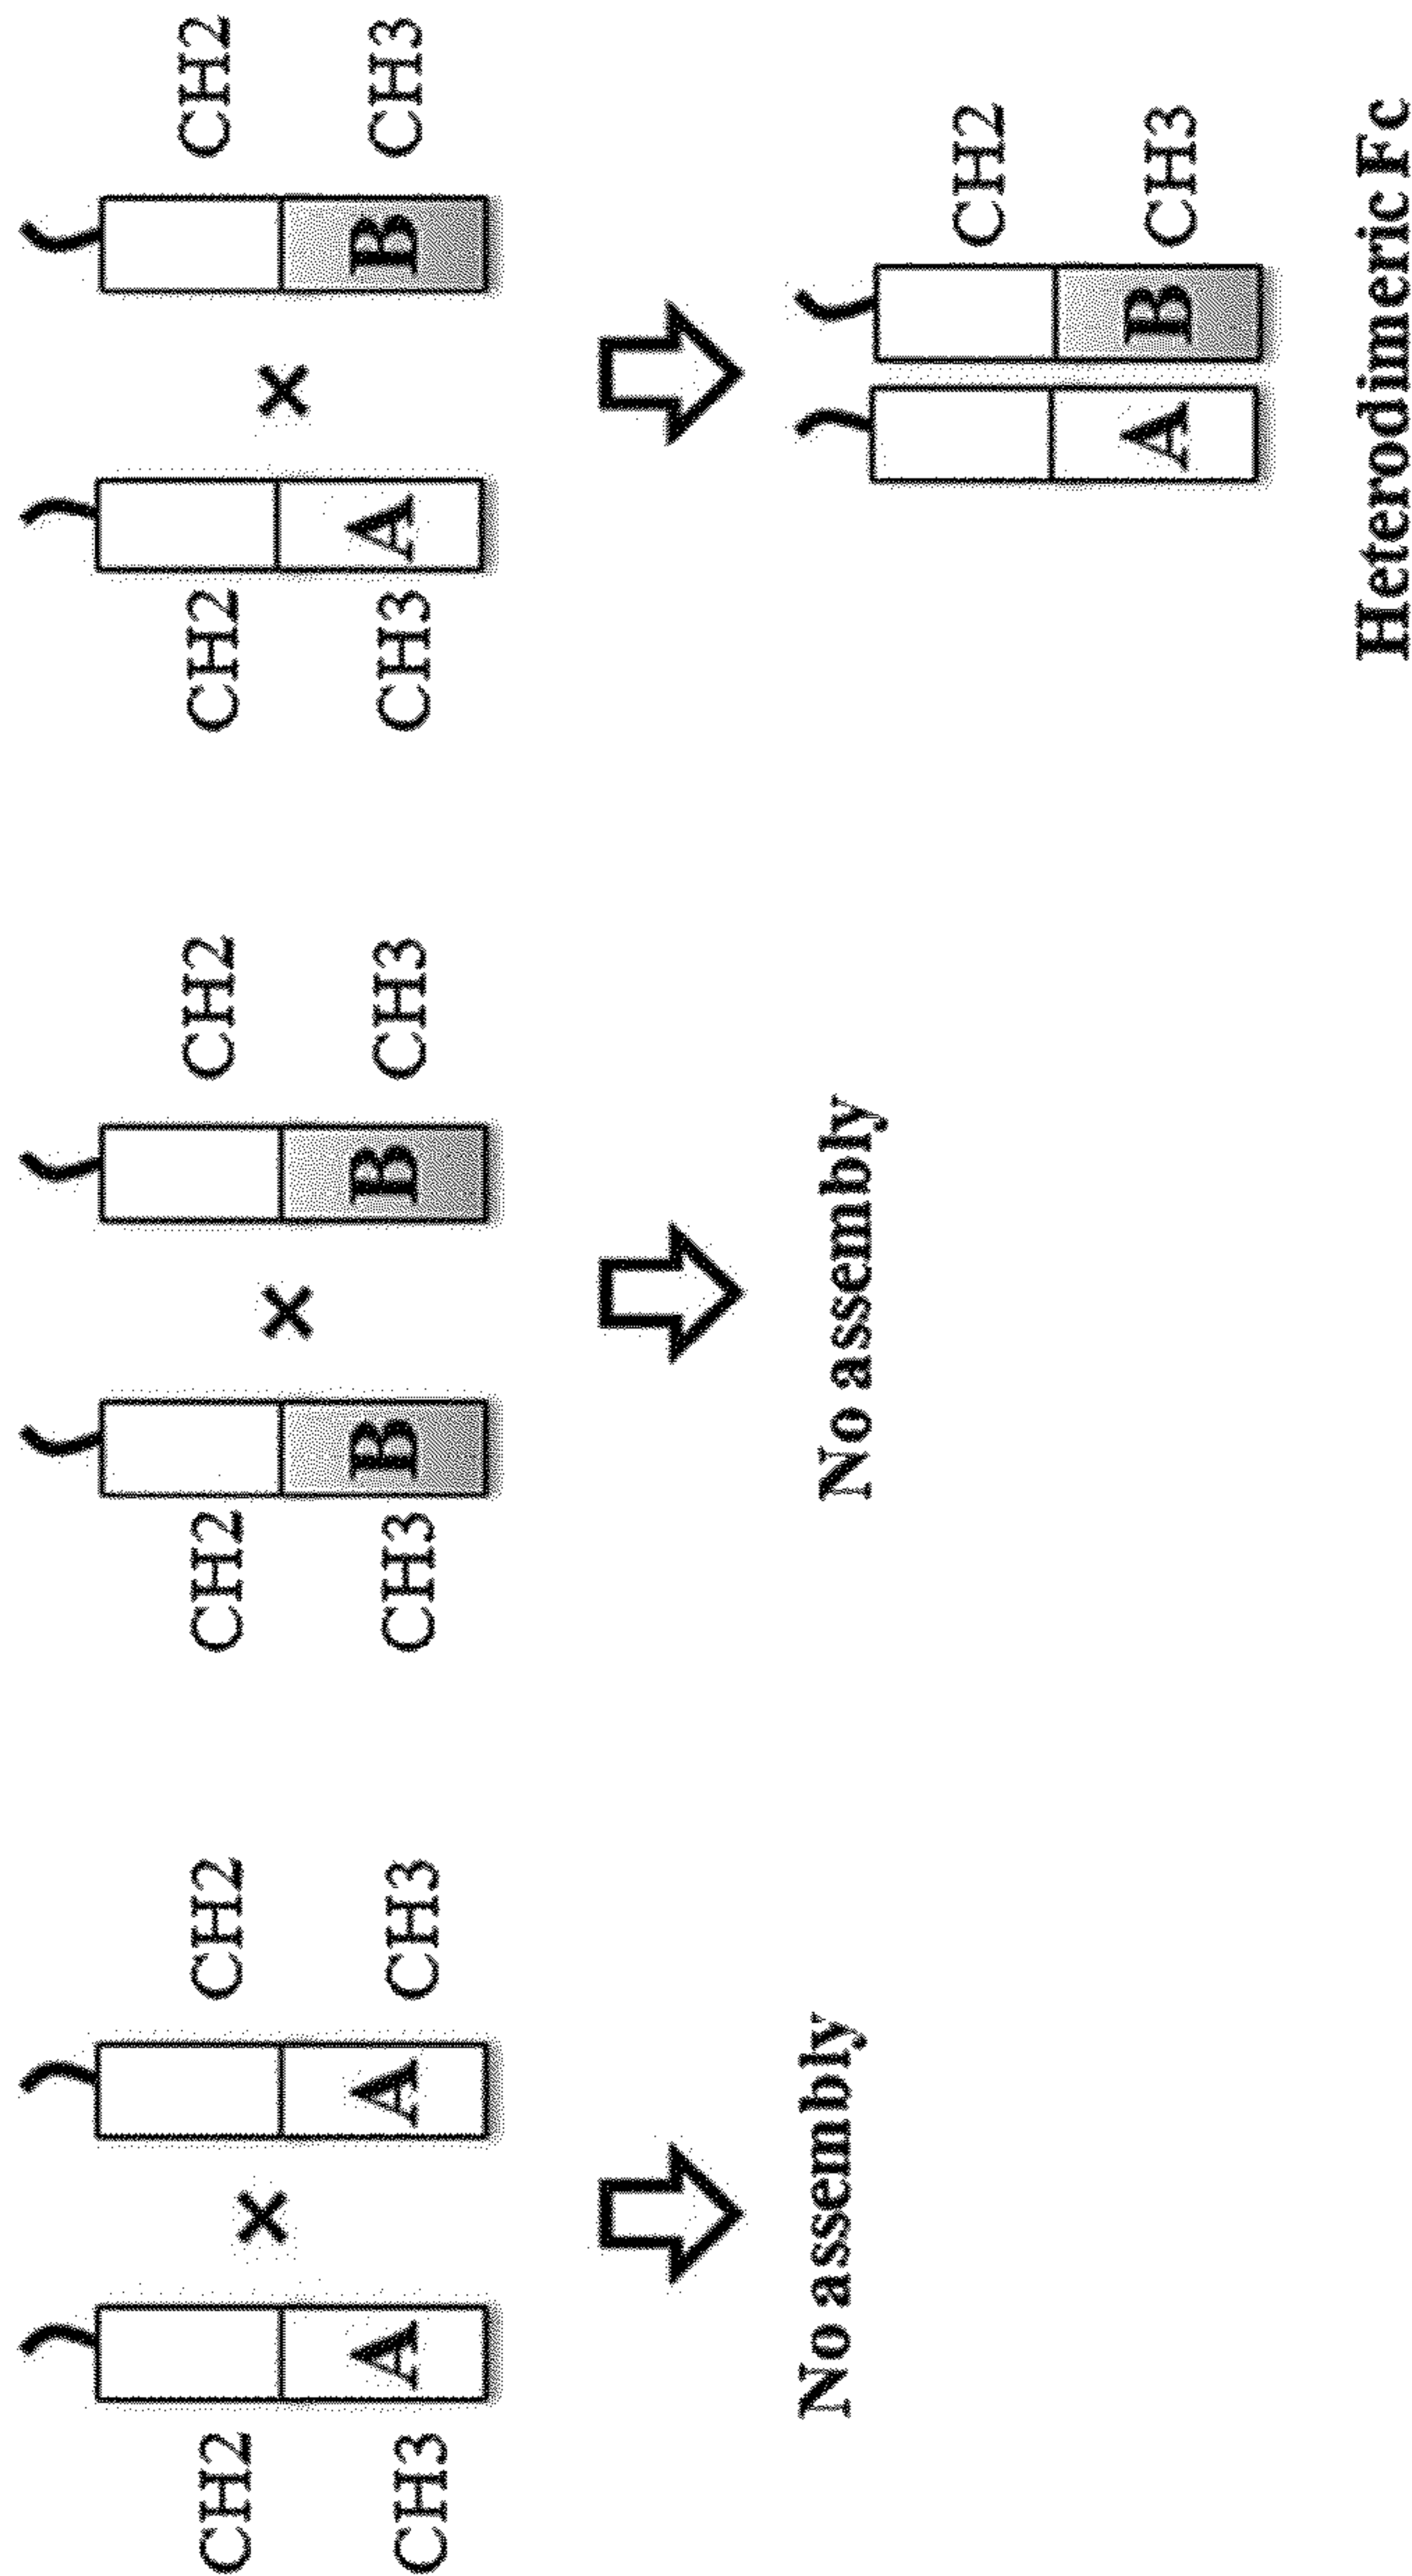 CH2 CH2
×
CH3 A A CH3
No assembly
CH2 CH2
×
CH3 B B CH3
No assembly
CH2 CH2
×
CH3 A B CH3
CH2
A B CH3
Heterodimeric Fc